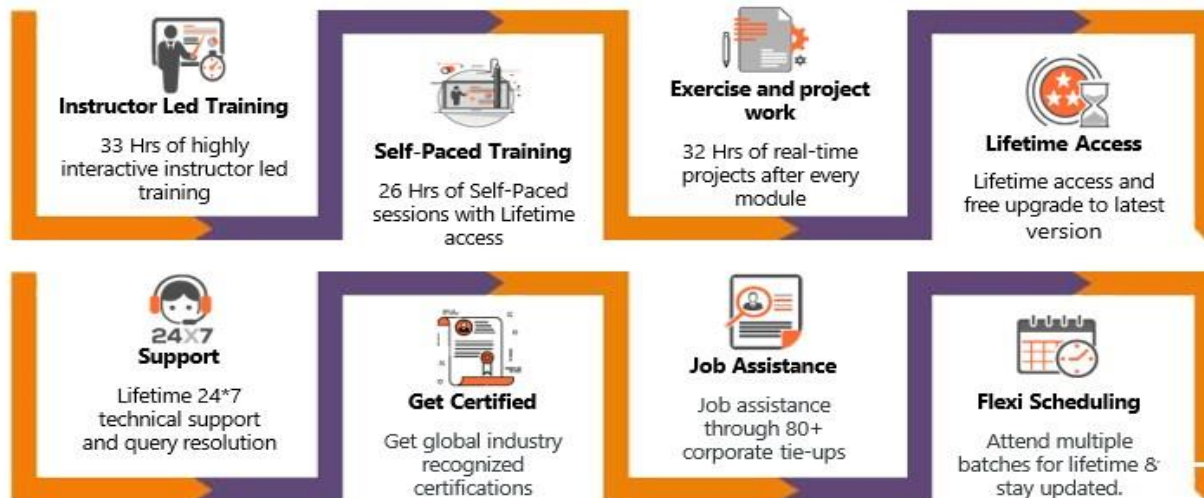 Instructor Led Training
33 Hrs of highly
interactive instructor led
training
Self-Paced Training
26 Hrs of Self-Paced
sessions with Lifetime
access
Exercise and project
work
32 Hrs of real-time
projects after every
module
Lifetime Access
Lifetime access and
free upgrade to latest
version
24X7
Support
Lifetime 24*7
technical support
and query resolution
Get Certified
Get global industry
recognized
certifications
Job Assistance
Job assistance
through 80+
corporate tie-ups
Flexi Scheduling
Attend multiple
batches for lifetime &
stay updated.